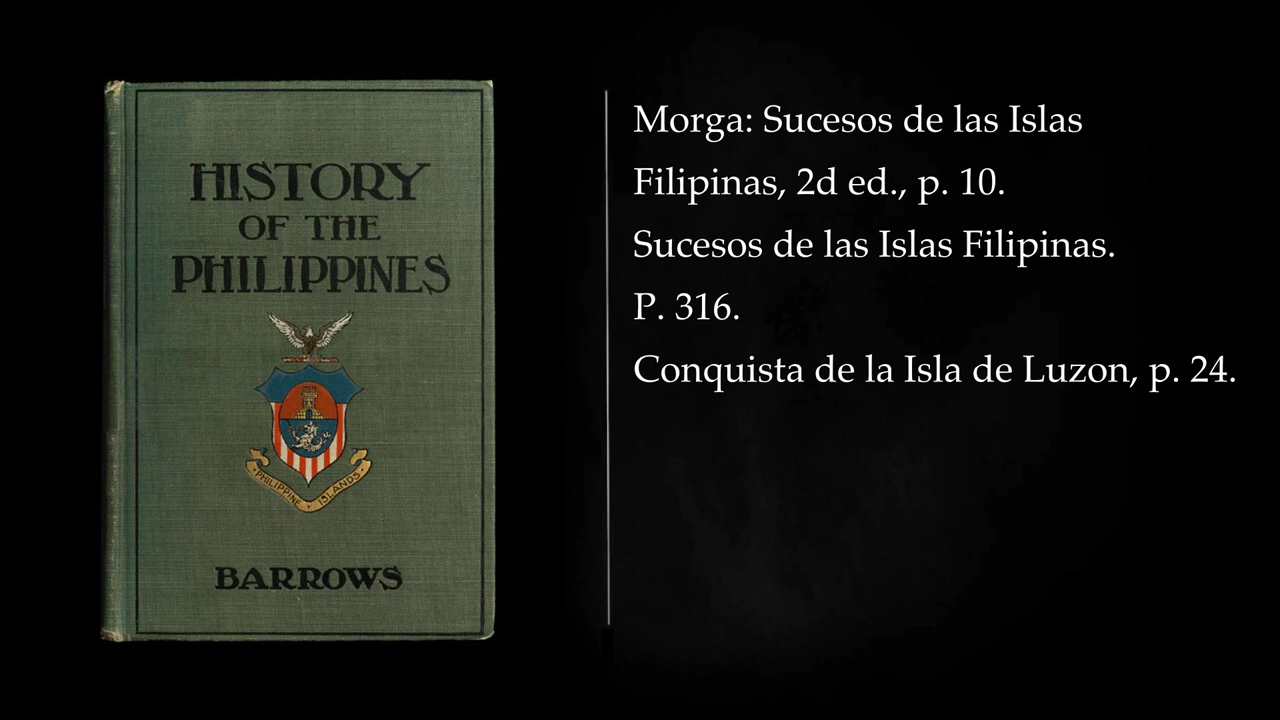 HISTORY
OF THE
PHILIPPINES
PHILIPPINE ISLANDS
BARROWS
Morga: Sucesos de las Islas
Filipinas, 2d ed., p. 10.
Sucesos de las Islas Filipinas.
P. 316.
Conquista de la Isla de Luzon, p. 24.